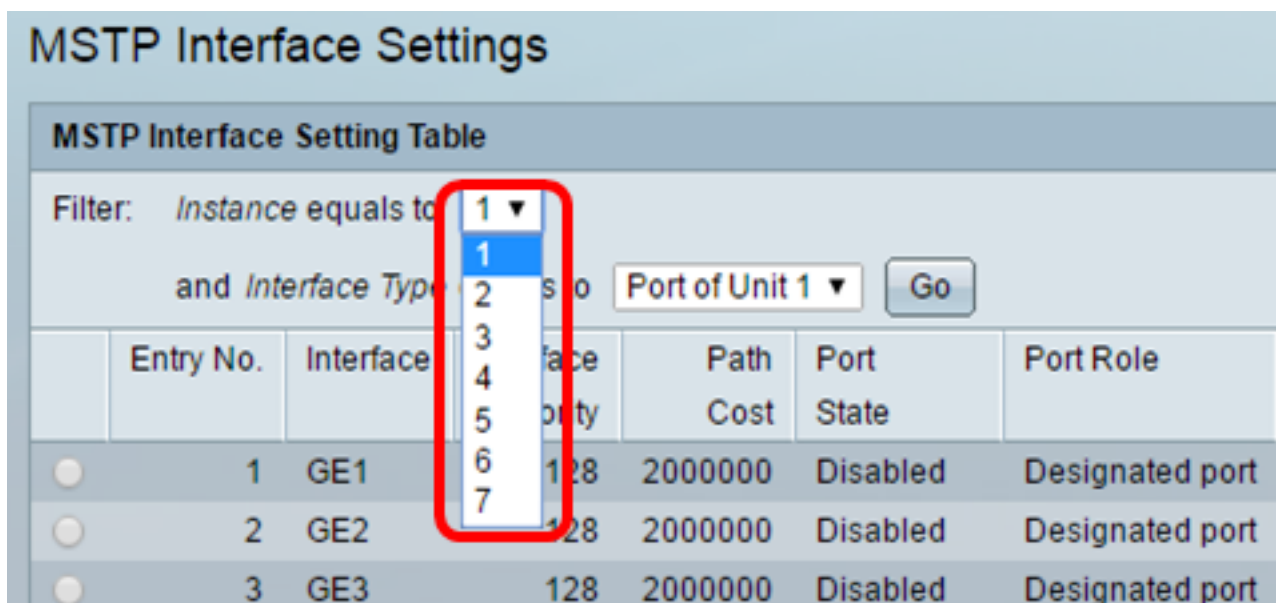 MSTP Interface Settings
MSTP Interface Setting Table
Filter: Instance equals to 1 ▼
1
2
3
4
5
6
7
and Interface Type to Port of Unit 1 ▼ Go
Entry No. Interface Path Port Port Role
Cost State
1 GE1 128 2000000 Disabled Designated port
2 GE2 128 2000000 Disabled Designated port
3 GE3 128 2000000 Disabled Designated port